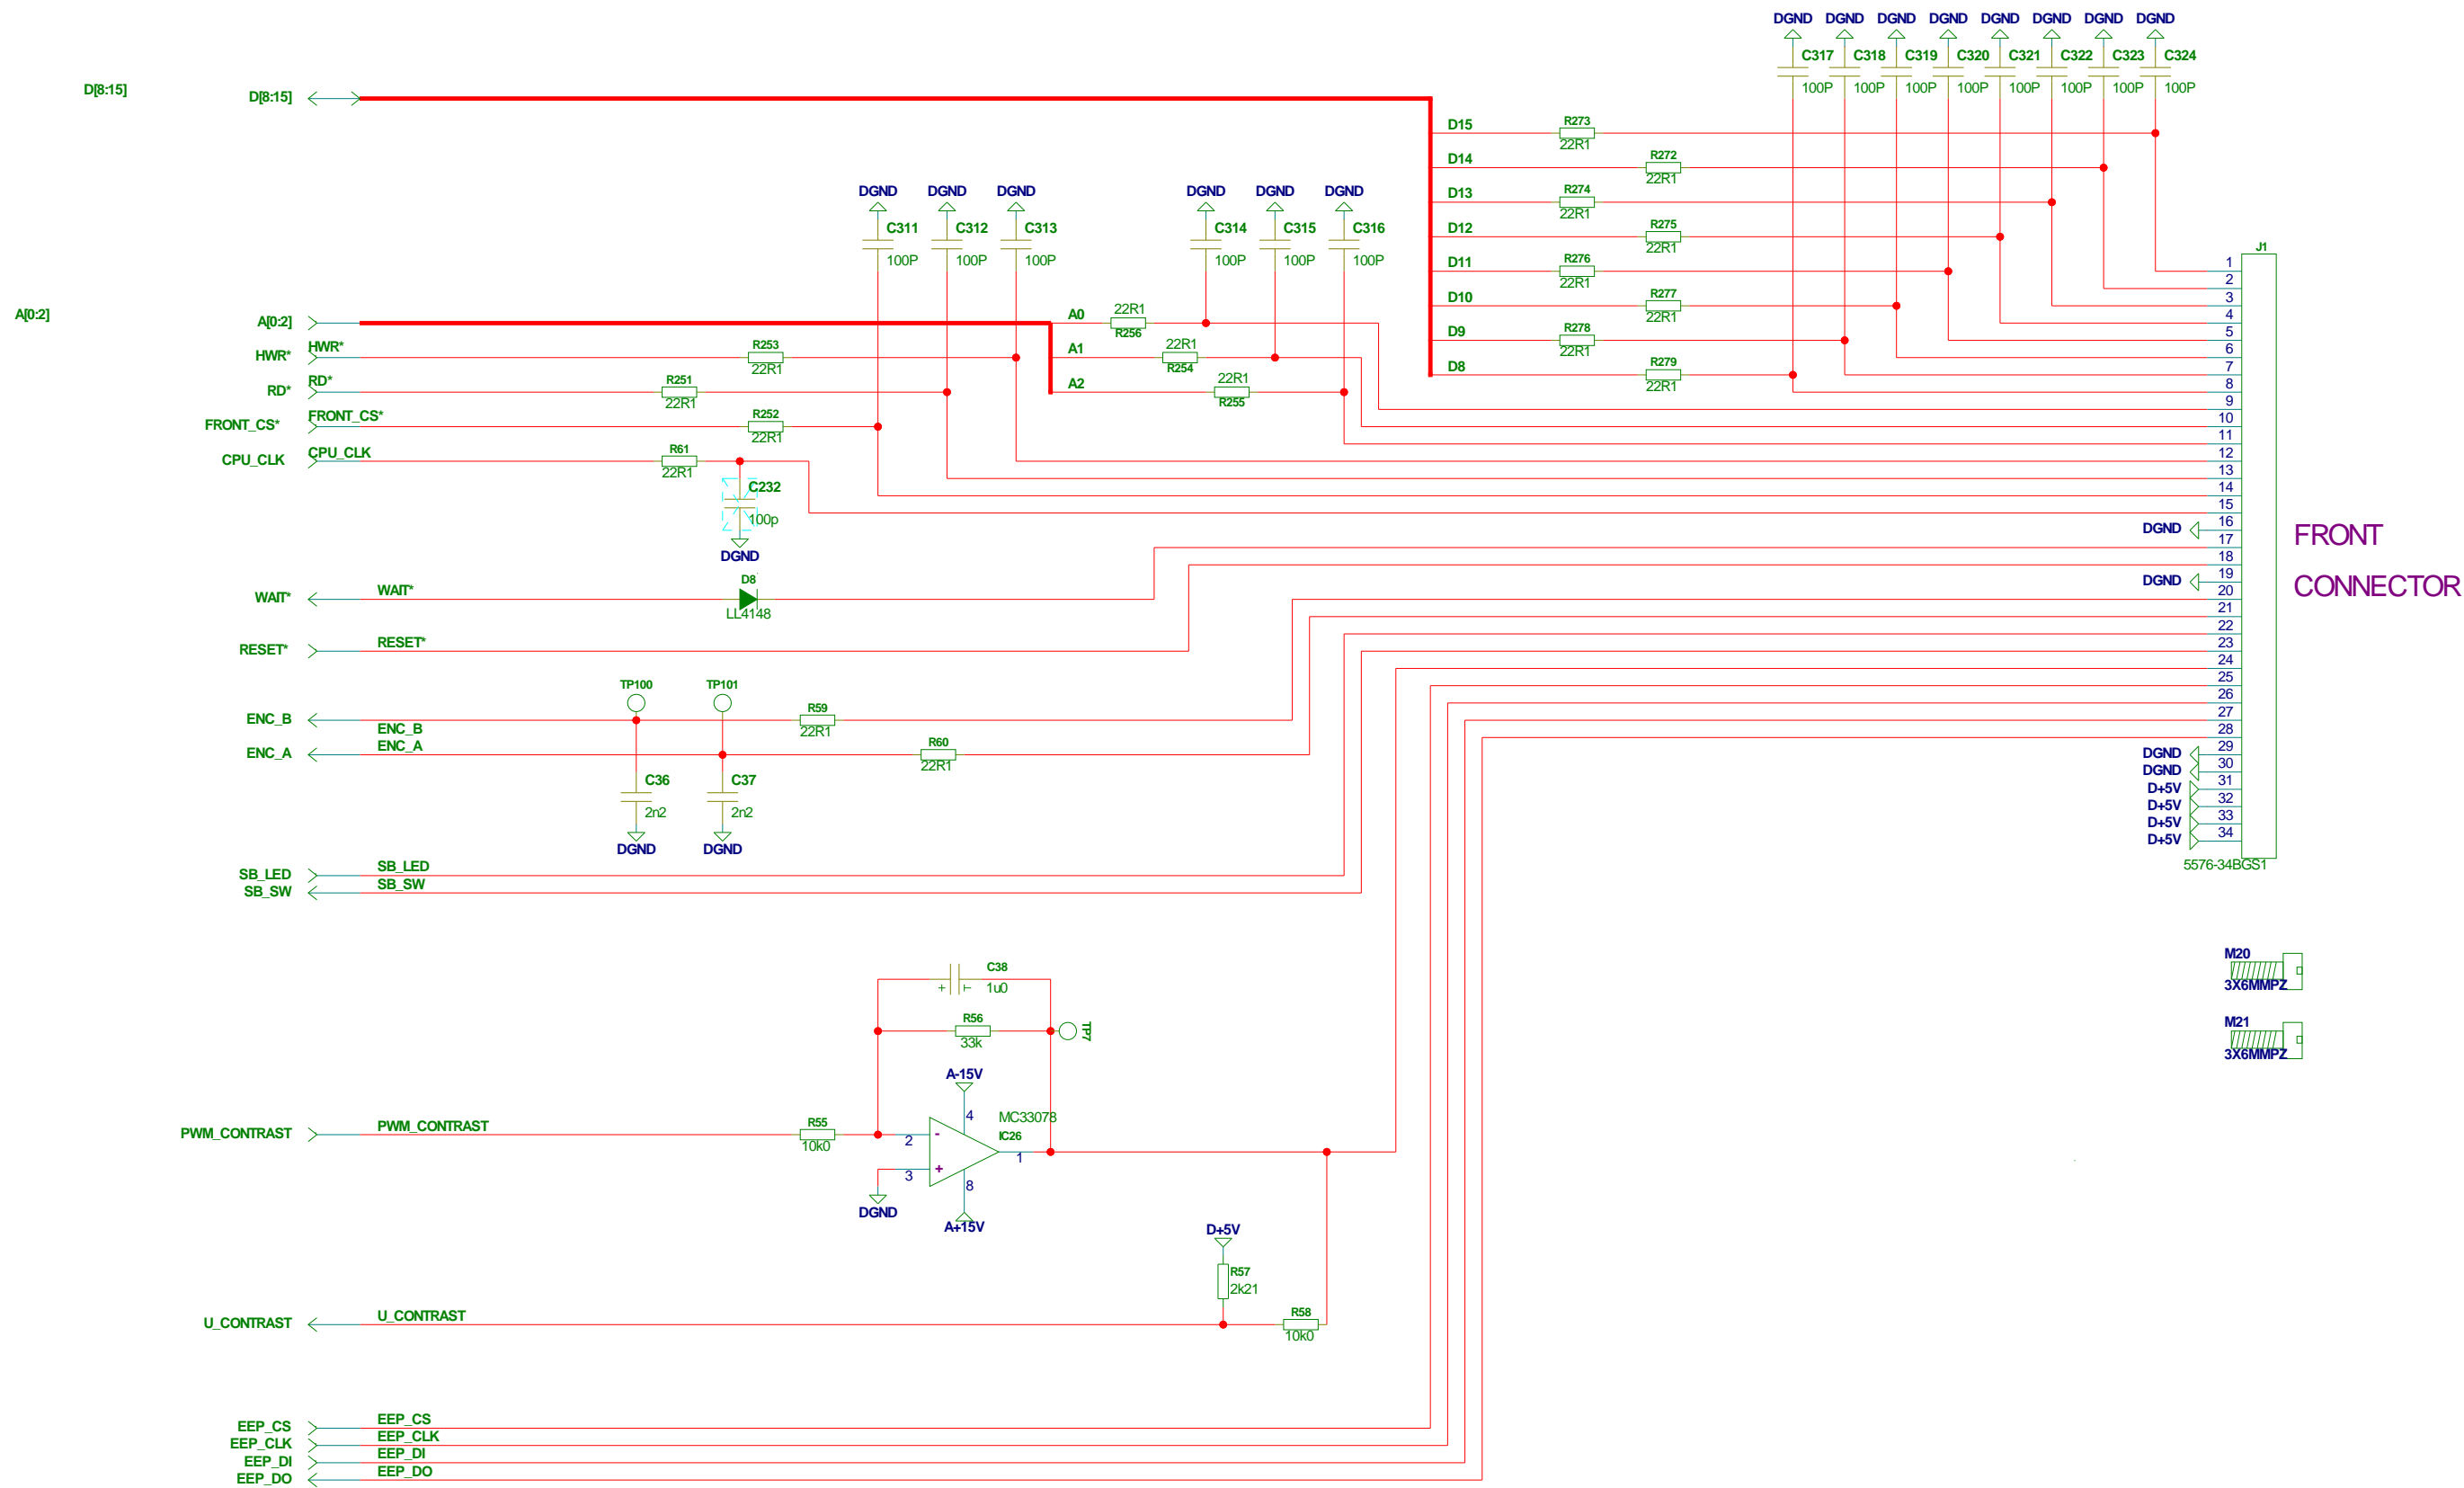 DGND DGND DGND DGND DGND DGND DGND DGND
C317 C318 C319 C320 C321 C322 C323 C324
100P 100P 100P 100P 100P 100P 100P 100P
D[8:15]
D[8:15]
D15 R273
22R1
D14 R272
22R1
D13 R274
22R1
D12 R275
22R1
D11 R276
22R1
D10 R277
22R1
D9 R278
22R1
D8 R279
22R1
DGND DGND DGND DGND DGND DGND
C311 C312 C313 C314 C315 C316
100P 100P 100P 100P 100P 100P
A[0:2]
A[0:2]
A0 22R1
R256
A1 22R1
R254
A2 22R1
R255
HWR* HWR* R253
22R1
RD* RD* R251
22R1
FRONT_CS* FRONT_CS* R252
22R1
CPU_CLK CPU_CLK R61
22R1
C232
100p
DGND
WAIT* WAIT* D8
LL4148
RESET* RESET*
TP100 TP101
ENC_B R59
22R1
ENC_B
ENC_A ENC_A R60
22R1
C36 C37
2n2 2n2
DGND DGND
SB_LED SB_LED
SB_SW SB_SW
J1
1
2
3
4
5
6
7
8
9
10
11
12
13
14
15
DGND 16
17
18
DGND 19
20
21
22
23
24
25
26
27
28
DGND 29
DGND 30
D+5V 31
D+5V 32
D+5V 33
D+5V 34
5576-34BGS1
FRONT
CONNECTOR
M20
3X6MMPZ
M21
3X6MMPZ
C38
+ 1u0
R56
33k
TP7
A-15V
4
MC33078
IC26
PWM_CONTRAST PWM_CONTRAST R55
10k0
2 -
3 +
1
8
DGND
A+15V
D+5V
R57
2k21
U_CONTRAST U_CONTRAST R58
10k0
EEP_CS EEP_CS
EEP_CLK EEP_CLK
EEP_DI EEP_DI
EEP_DO EEP_DO